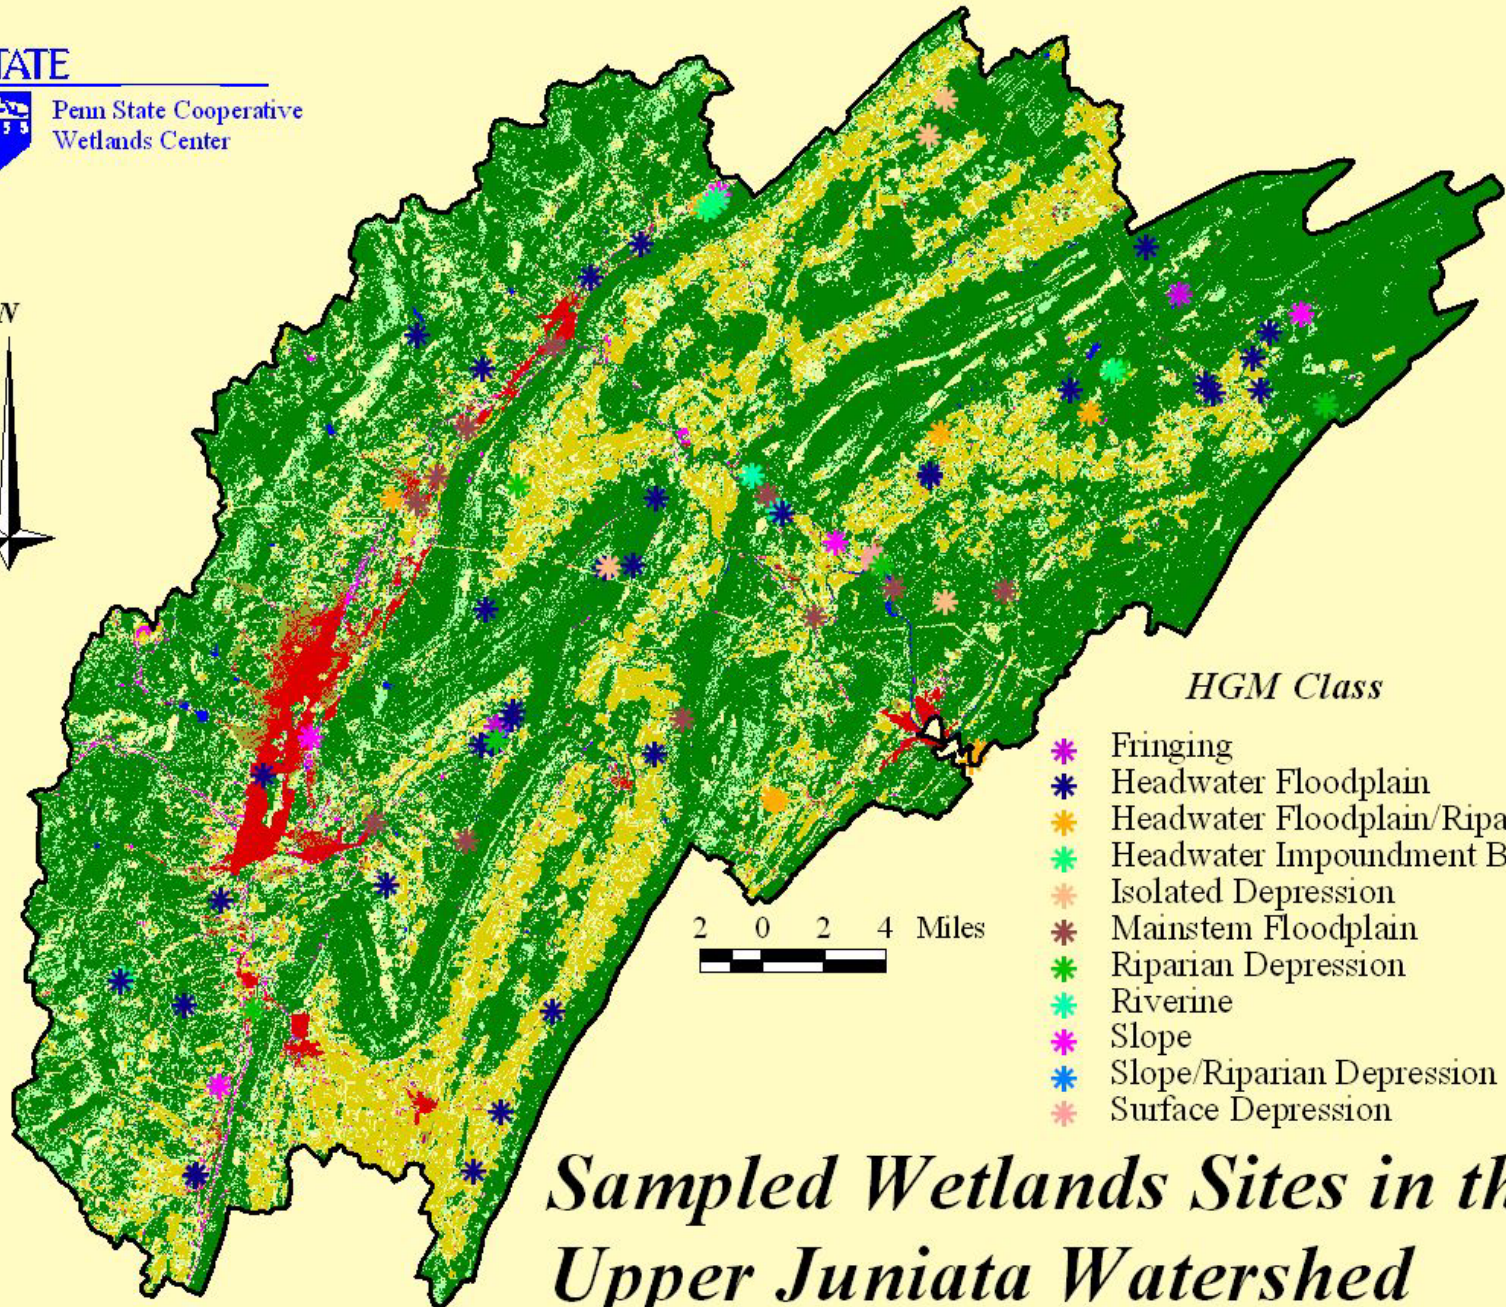 TATE
Penn State Cooperative
Wetlands Center
N
HGM Class
Fringing
Headwater Floodplain
Headwater Floodplain/Ripa
Headwater Impoundment B
Isolated Depression
Mainstem Floodplain
Riparian Depression
Riverine
Slope
Slope/Riparian Depression
Surface Depression
2 0 2 4 Miles
Sampled Wetlands Sites in th
Upper Juniata Watershed